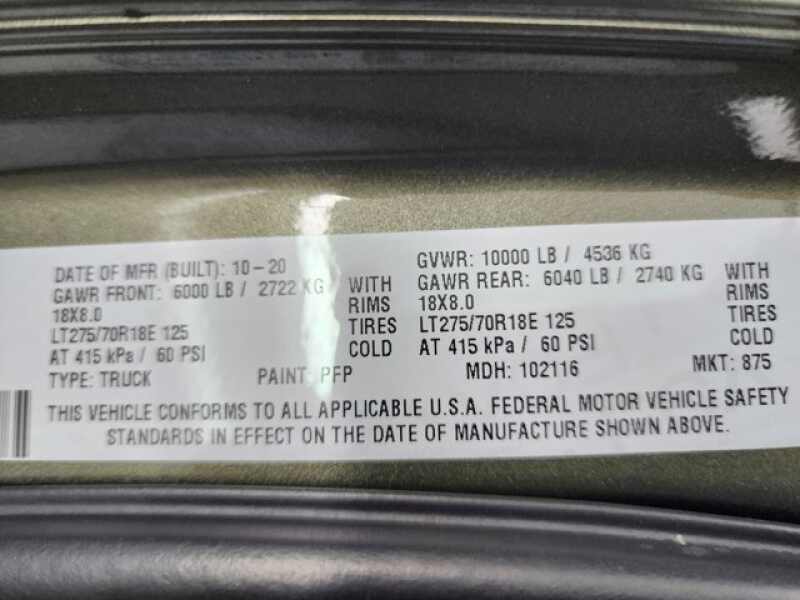 DATE OF MFR (BUILT): 10-20 GVWR: 10000 LB / 4536 KG
GAWR FRONT: 6000 LB / 2722 KG WITH GAWR REAR: 6040 LB / 2740 KG WITH
18X8.0 RIMS 18X8.0 RIMS
LT275/70R18E 125 TIRES LT275/70R18E 125 TIRES
AT 415 kPa / 60 PSI COLD AT 415 kPa / 60 PSI COLD
TYPE: TRUCK PAINT: PFP MDH: 102116 MKT: 875
THIS VEHICLE CONFORMS TO ALL APPLICABLE U.S.A. FEDERAL MOTOR VEHICLE SAFETY
STANDARDS IN EFFECT ON THE DATE OF MANUFACTURE SHOWN ABOVE.